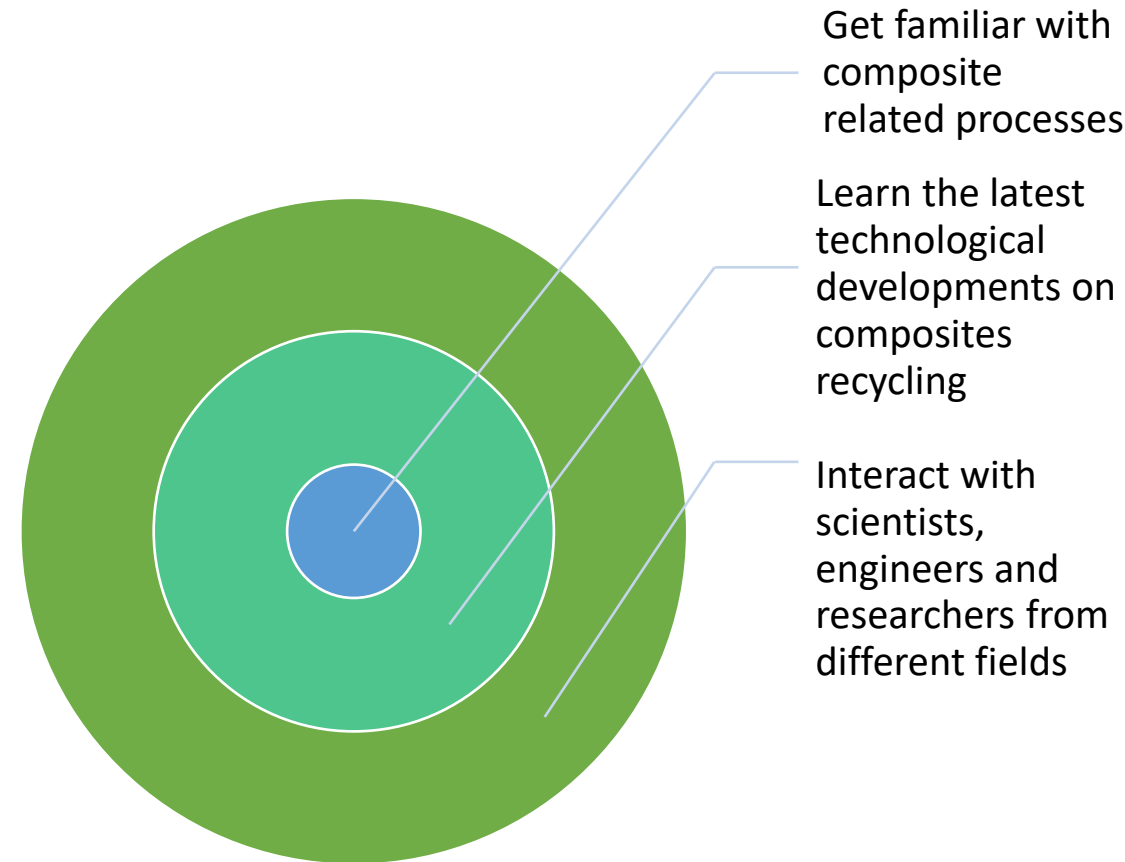 Get familiar with
composite
related processes
Learn the latest
technological
developments on
composites
recycling
Interact with
scientists,
engineers and
researchers from
different fields